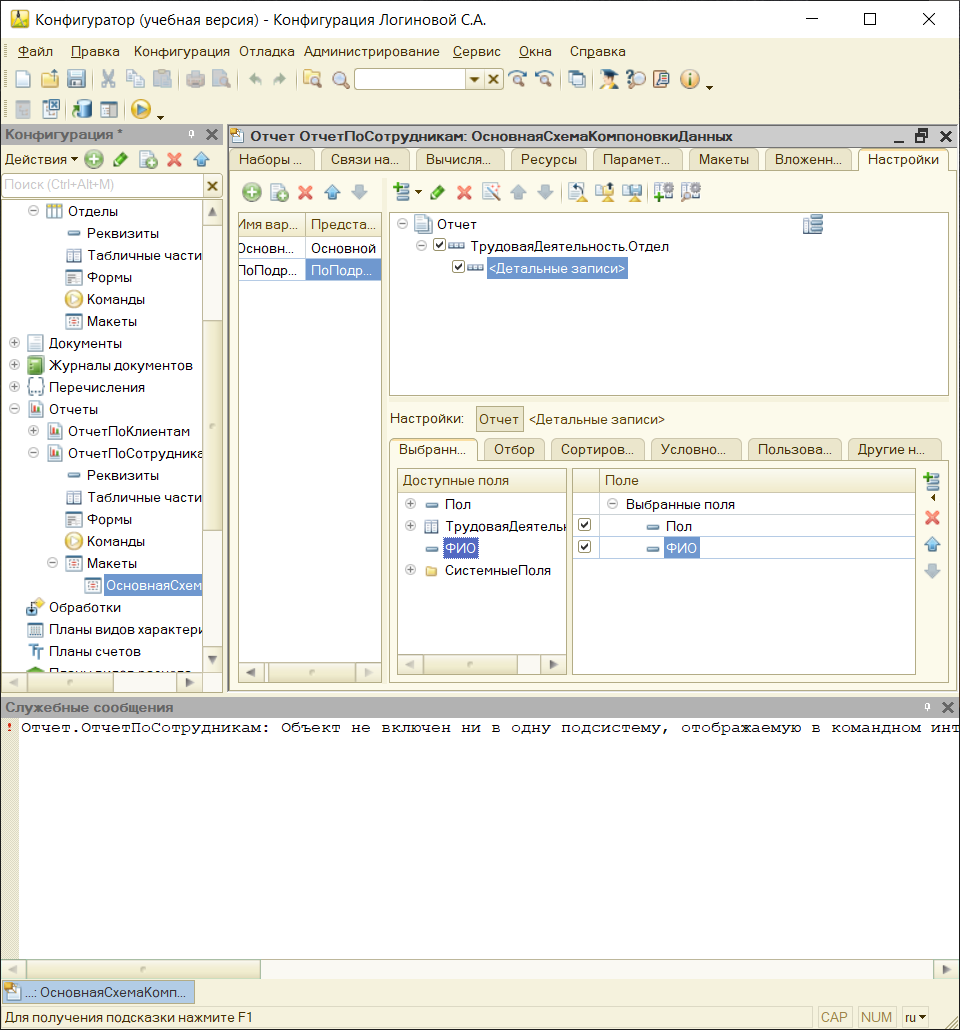 Конфигуратор (учебная версия) - Конфигурация Логиновой С.А.
Файл Правка Конфигурация Отладка Администрирование Сервис Окна Справка
Конфигурация *
Действия
Поиск (Ctrl+Alt+M)
Отделы
Реквизиты
Табличные части
Формы
Команды
Макеты
Документы
Журналы документов
Перечисления
Отчеты
ОтчетПоКлиентам
ОтчетПоСотрудника
Реквизиты
Табличные части
Формы
Команды
Макеты
ОсновнаяСхем
Обработки
Планы видов характери
Планы счетов
Планы видов расчета
Отчет ОтчетПоСотрудникам: ОсновнаяСхемаКомпоновкиДанных
Наборы ... Связи на... Вычисля... Ресурсы Парамет... Макеты Вложенн... Настройки
Имя вар... Предста...
Основн... Основной
ПоПодр... ПоПодр...
Отчет
ТрудоваяДеятельность.Отдел
<Детальные записи>
Настройки: Отчет <Детальные записи>
Выбранн... Отбор Сортиров... Условно... Пользова... Другие н...
Доступные поля
Пол
ТрудоваяДеятельн
ФИО
СистемныеПоля
Поле
Выбранные поля
Пол
ФИО
Служебные сообщения
! Отчет.ОтчетПоСотрудникам: Объект не включен ни в одну подсистему, отображаемую в командном инт
...: ОсновнаяСхемаКомп...
Для получения подсказки нажмите F1 CAP NUM ru